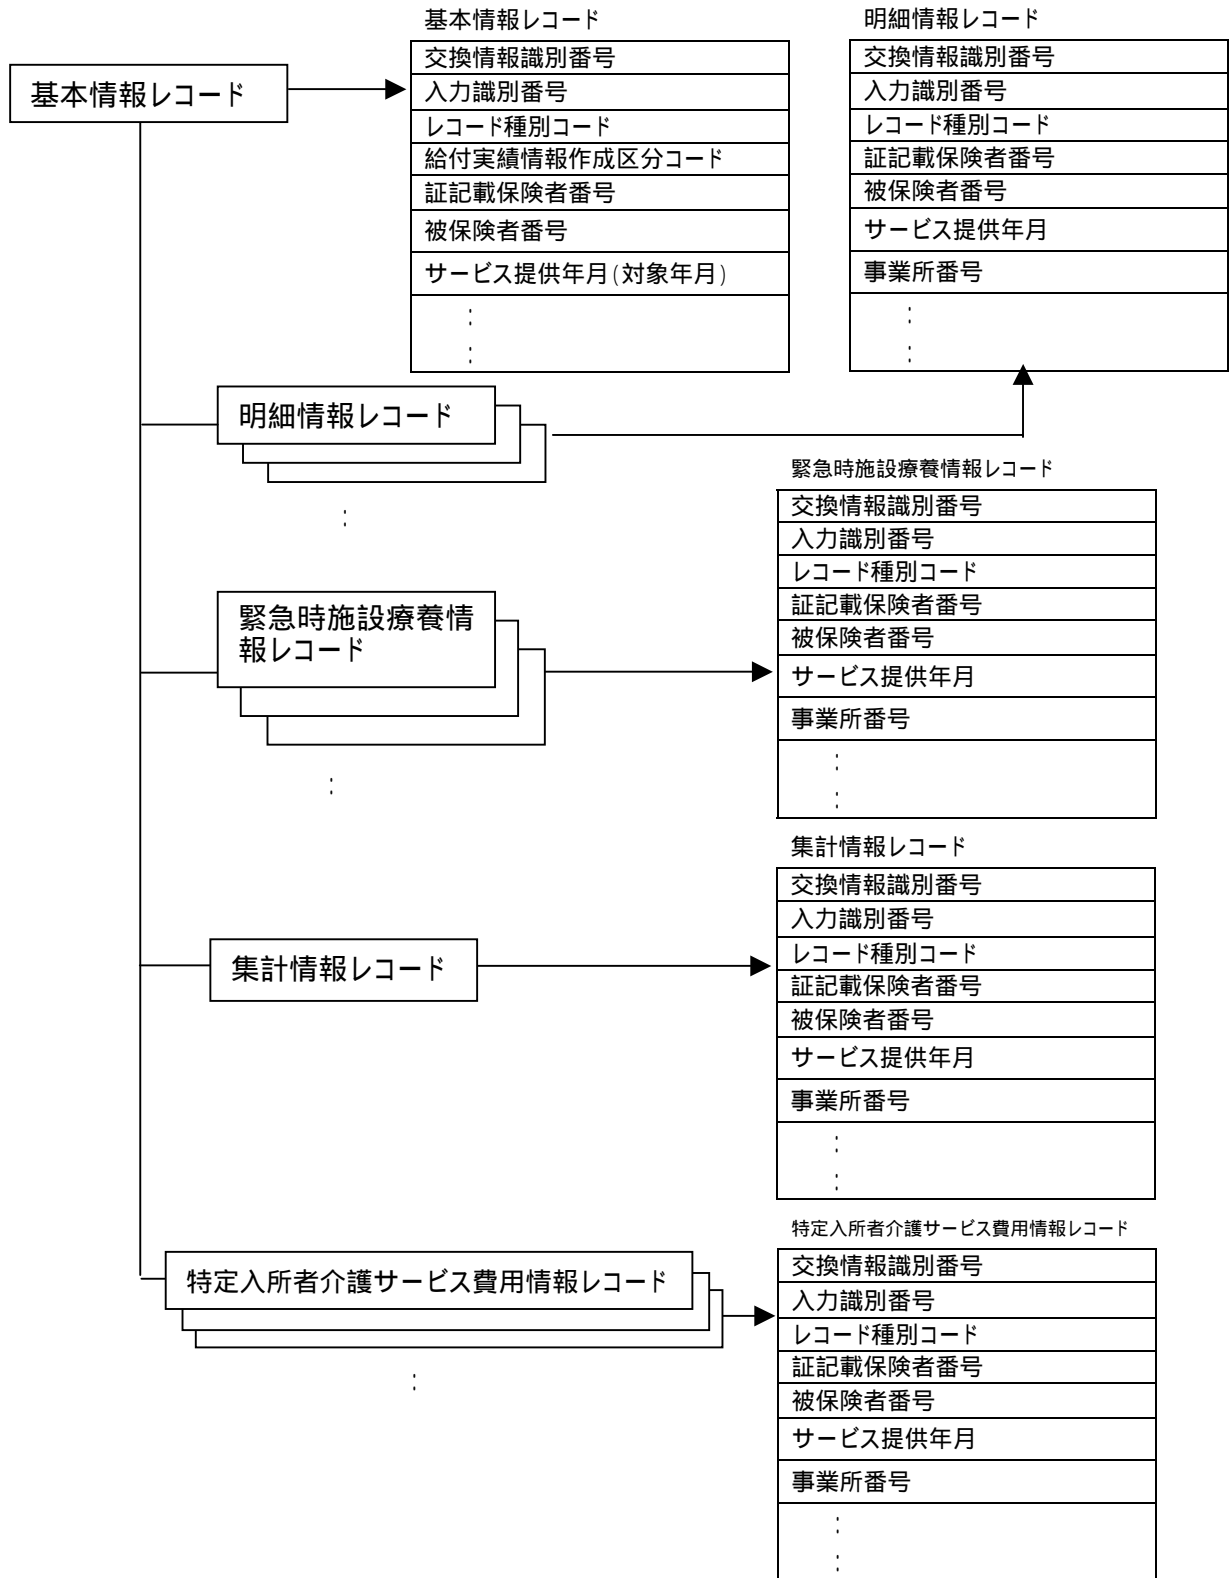 基本情報レコード
基本情報レコード
交換情報識別番号
入力識別番号
レコード種別コード
給付実績情報作成区分コード
証記載保険者番号
被保険者番号
サービス提供年月(対象年月)
:
:
明細情報レコード
交換情報識別番号
入力識別番号
レコード種別コード
証記載保険者番号
被保険者番号
サービス提供年月
事業所番号
:
:
明細情報レコード
:
緊急時施設療養情報レコード
交換情報識別番号
入力識別番号
レコード種別コード
証記載保険者番号
被保険者番号
サービス提供年月
事業所番号
:
:
緊急時施設療養情
報レコード
:
集計情報レコード
交換情報識別番号
入力識別番号
レコード種別コード
証記載保険者番号
被保険者番号
サービス提供年月
事業所番号
:
:
集計情報レコード
特定入所者介護サービス費用情報レコード
交換情報識別番号
入力識別番号
レコード種別コード
証記載保険者番号
被保険者番号
サービス提供年月
事業所番号
:
:
特定入所者介護サービス費用情報レコード
: